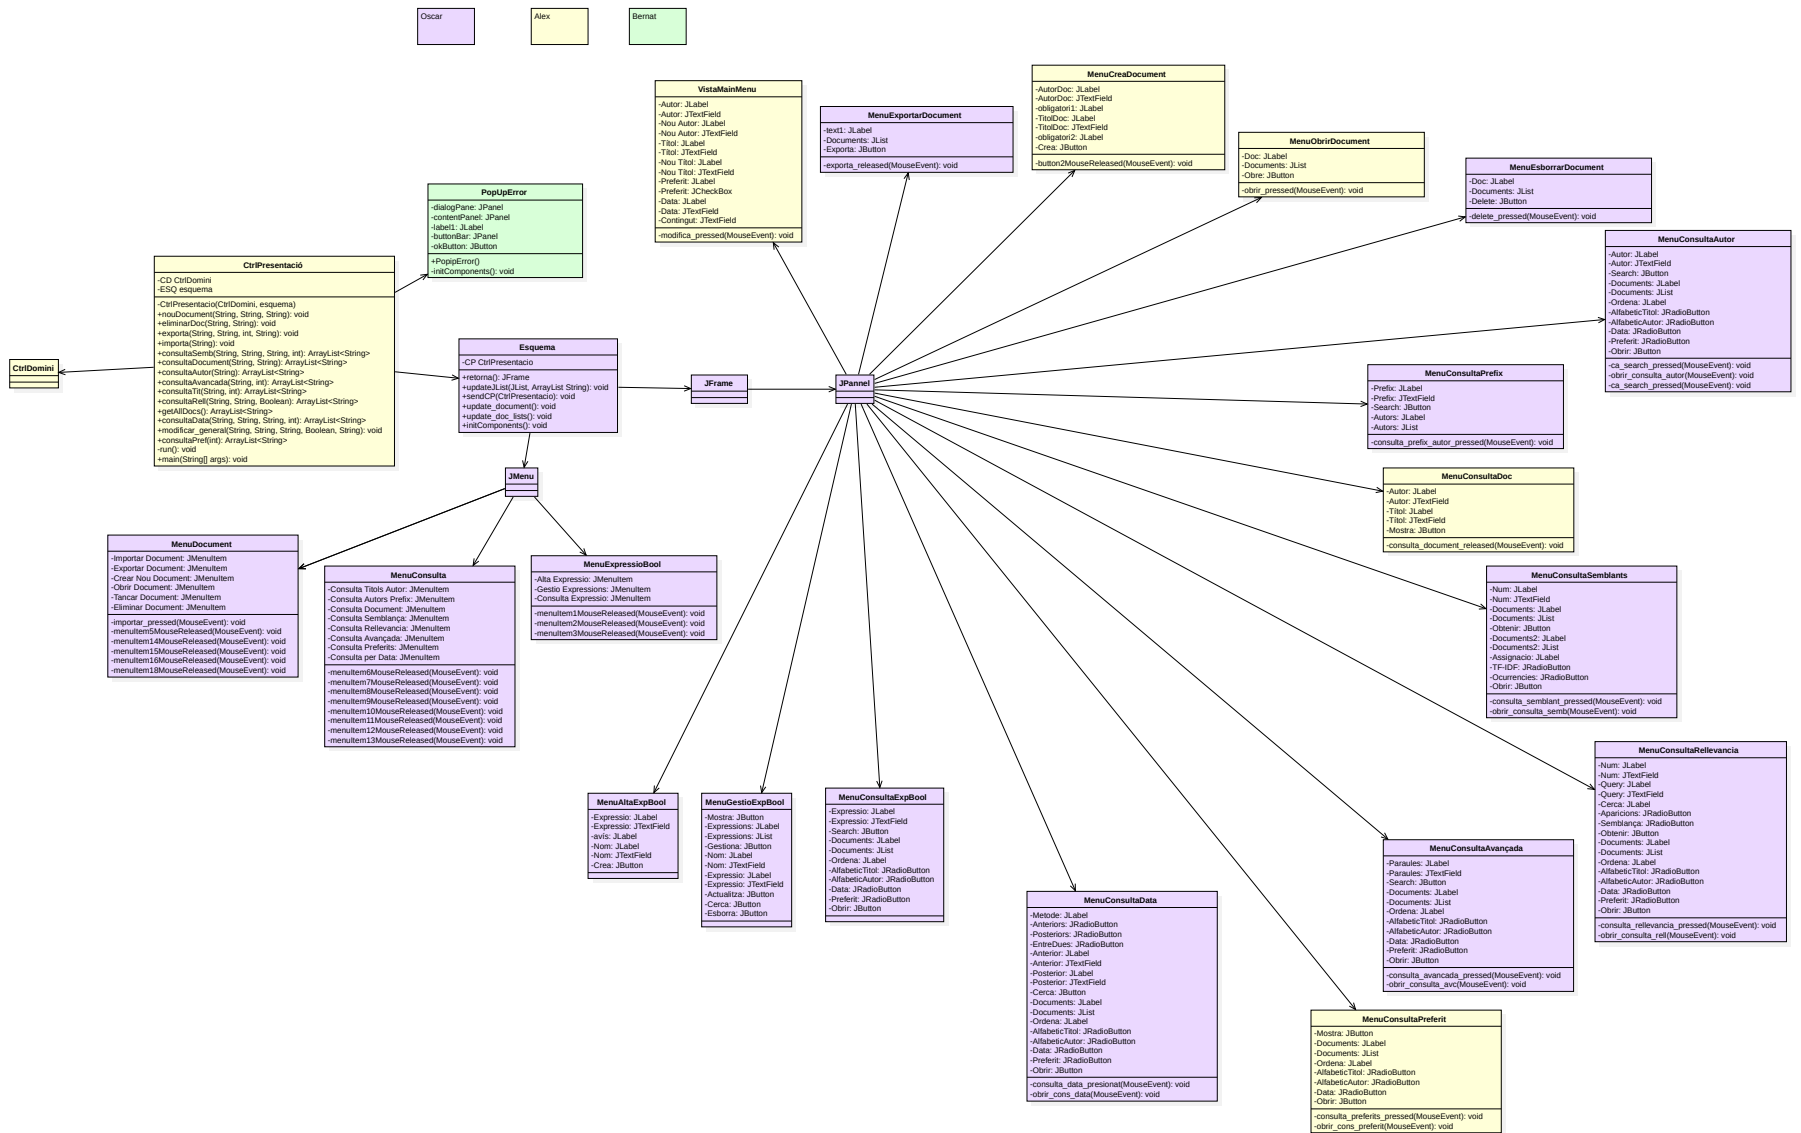 Oscar
Alex
Bernat
VistaMainMenu
-Autor: JLabel
-Autor: JTextField
-Nou Autor: JLabel
-Nou Autor: JTextField
-Títol: JLabel
-Títol: JTextField
-Nou Títol: JLabel
-Nou Títol: JTextField
-Preferit: JLabel
-Preferit: JCheckBox
-Data: JLabel
-Data: JTextField
-Contingut: JTextField
-modifica_pressed(MouseEvent): void
MenuExportarDocument
-text1: JLabel
-Documents: JList
-Exporta: JButton
-exporta_released(MouseEvent): void
MenuCreaDocument
-AutorDoc: JLabel
-AutorDoc: JTextField
-obligatori1: JLabel
-TitolDoc: JLabel
-TitolDoc: JTextField
-obligatori2: JLabel
-Crea: JButton
-button2MouseReleased(MouseEvent): void
MenuObrirDocument
-Doc: JLabel
-Documents: JList
-Obre: JButton
-obrir_pressed(MouseEvent): void
MenuEsborrarDocument
-Doc: JLabel
-Documents: JList
-Delete: JButton
-delete_pressed(MouseEvent): void
PopUpError
-dialogPane: JPanel
-contentPanel: JPanel
-label1: JLabel
-buttonBar: JPanel
-okButton: JButton
+PopipError()
-initComponents(): void
MenuConsultaAutor
-Autor: JLabel
-Autor: JTextField
-Search: JButton
-Documents: JLabel
-Documents: JList
-Ordena: JLabel
-AlfabeticTitol: JRadioButton
-AlfabeticAutor: JRadioButton
-Data: JRadioButton
-Preferit: JRadioButton
-Obrir: JButton
-ca_search_pressed(MouseEvent): void
-obrir_consulta_autor(MouseEvent): void
-ca_search_pressed(MouseEvent): void
CtrlPresentació
-CD CtrlDomini
-ESQ esquema
-CtrlPresentacio(CtrlDomini, esquema)
+nouDocument(String, String, String): void
+eliminarDoc(String, String): void
+exporta(String, String, int, String): void
+importa(String): void
+consultaSemb(String, String, String, int): ArrayList<String>
+consultaDocument(String, String): ArrayList<String>
+consultaAutor(String): ArrayList<String>
+consultaAvancada(String, int): ArrayList<String>
+consultaTit(String, int): ArrayList<String>
+consultaRell(String, String, Boolean): ArrayList<String>
+getAllDocs(): ArrayList<String>
+consultaData(String, String, String, int): ArrayList<String>
+modificar_general(String, String, String, Boolean, String): void
+consultaPref(int): ArrayList<String>
-run(): void
+main(String[] args): void
CtrlDomini
Esquema
-CP CtrlPresentacio
+retorna(): JFrame
+updateJList(JList, ArrayList String): void
+sendCP(CtrlPresentacio): void
+update_document(): void
+update_doc_lists(): void
+initComponents(): void
JFrame
JPannel
MenuConsultaPrefix
-Prefix: JLabel
-Prefix: JTextField
-Search: JButton
-Autors: JLabel
-Autors: JList
-consulta_prefix_autor_pressed(MouseEvent): void
JMenu
MenuConsultaDoc
-Autor: JLabel
-Autor: JTextField
-Títol: JLabel
-Títol: JTextField
-Mostra: JButton
-consulta_document_released(MouseEvent): void
MenuDocument
-Importar Document: JMenuItem
-Exportar Document: JMenuItem
-Crear Nou Document: JMenuItem
-Obrir Document: JMenuItem
-Tancar Document: JMenuItem
-Eliminar Document: JMenuItem
-importar_pressed(MouseEvent): void
-menuItem5MouseReleased(MouseEvent): void
-menuItem14MouseReleased(MouseEvent): void
-menuItem15MouseReleased(MouseEvent): void
-menuItem16MouseReleased(MouseEvent): void
-menuItem18MouseReleased(MouseEvent): void
MenuConsulta
-Consulta Titols Autor: JMenuItem
-Consulta Autors Prefix: JMenuItem
-Consulta Document: JMenuItem
-Consulta Semblança: JMenuItem
-Consulta Rellevancia: JMenuItem
-Consulta Avançada: JMenuItem
-Consulta Preferits: JMenuItem
-Consulta per Data: JMenuItem
-menuItem6MouseReleased(MouseEvent): void
-menuItem7MouseReleased(MouseEvent): void
-menuItem8MouseReleased(MouseEvent): void
-menuItem9MouseReleased(MouseEvent): void
-menuItem10MouseReleased(MouseEvent): void
-menuItem11MouseReleased(MouseEvent): void
-menuItem12MouseReleased(MouseEvent): void
-menuItem13MouseReleased(MouseEvent): void
MenuExpressioBool
-Alta Expressio: JMenuItem
-Gestio Expressions: JMenuItem
-Consulta Expressio: JMenuItem
-menuItem1MouseReleased(MouseEvent): void
-menuItem2MouseReleased(MouseEvent): void
-menuItem3MouseReleased(MouseEvent): void
MenuConsultaSemblants
-Num: JLabel
-Num: JTextField
-Documents: JLabel
-Documents: JList
-Obtenir: JButton
-Documents2: JLabel
-Documents2: JList
-Assignacio: JLabel
-TF-IDF: JRadioButton
-Ocurrencies: JRadioButton
-Obrir: JButton
-consulta_semblant_pressed(MouseEvent): void
-obrir_consulta_semb(MouseEvent): void
MenuConsultaRellevancia
-Num: JLabel
-Num: JTextField
-Query: JLabel
-Query: JTextField
-Cerca: JLabel
-Aparicions: JRadioButton
-Semblança: JRadioButton
-Obtenir: JButton
-Documents: JLabel
-Documents: JList
-Ordena: JLabel
-AlfabeticTitol: JRadioButton
-AlfabeticAutor: JRadioButton
-Data: JRadioButton
-Preferit: JRadioButton
-Obrir: JButton
-consulta_rellevancia_pressed(MouseEvent): void
-obrir_consulta_rell(MouseEvent): void
MenuAltaExpBool
-Expressio: JLabel
-Expressio: JTextField
-avís: JLabel
-Nom: JLabel
-Nom: JTextField
-Crea: JButton
MenuGestioExpBool
-Mostra: JButton
-Expressions: JLabel
-Expressions: JList
-Gestiona: JButton
-Nom: JLabel
-Nom: JTextField
-Expressio: JLabel
-Expressio: JTextField
-Actualitza: JButton
-Cerca: JButton
-Esborra: JButton
MenuConsultaExpBool
-Expressio: JLabel
-Expressio: JTextField
-Search: JButton
-Documents: JLabel
-Documents: JList
-Ordena: JLabel
-AlfabeticTitol: JRadioButton
-AlfabeticAutor: JRadioButton
-Data: JRadioButton
-Preferit: JRadioButton
-Obrir: JButton
MenuConsultaAvançada
-Paraules: JLabel
-Paraules: JTextField
-Search: JButton
-Documents: JLabel
-Documents: JList
-Ordena: JLabel
-AlfabeticTitol: JRadioButton
-AlfabeticAutor: JRadioButton
-Data: JRadioButton
-Preferit: JRadioButton
-Obrir: JButton
-consulta_avancada_pressed(MouseEvent): void
-obrir_consulta_avc(MouseEvent): void
MenuConsultaData
-Metode: JLabel
-Anteriors: JRadioButton
-Posteriors: JRadioButton
-EntreDues: JRadioButton
-Anterior: JLabel
-Anterior: JTextField
-Posterior: JLabel
-Posterior: JTextField
-Cerca: JButton
-Documents: JLabel
-Documents: JList
-Ordena: JLabel
-AlfabeticTitol: JRadioButton
-AlfabeticAutor: JRadioButton
-Data: JRadioButton
-Preferit: JRadioButton
-Obrir: JButton
-consulta_data_presionat(MouseEvent): void
-obrir_cons_data(MouseEvent): void
MenuConsultaPreferit
-Mostra: JButton
-Documents: JLabel
-Documents: JList
-Ordena: JLabel
-AlfabeticTitol: JRadioButton
-AlfabeticAutor: JRadioButton
-Data: JRadioButton
-Obrir: JButton
-consulta_preferits_pressed(MouseEvent): void
-obrir_cons_preferit(MouseEvent): void